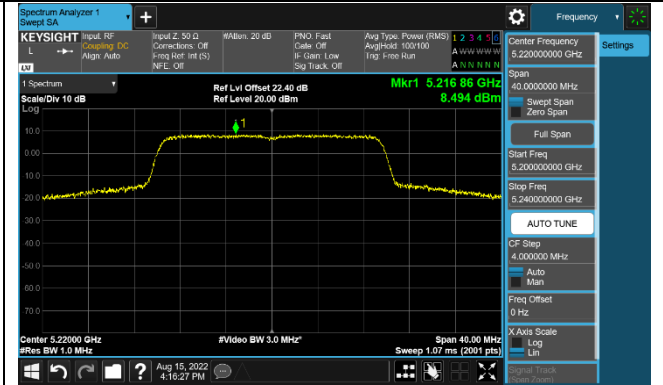 Spectrum Analyzer 1
Swept SA
Frequency
KEYSIGHT
L
LXI
Input: RF
Coupling: DC
Align: Auto
Input Z: 50 Ω
Corrections: Off
Freq Ref: Int (S)
NFE: Off
#Atten: 20 dB
PNO: Fast
Gate: Off
IF Gain: Low
Sig Track: Off
Avg Type: Power (RMS)
Avg|Hold: 100/100
Trig: Free Run
1 2 3 4 5 6
A W W W W W
A N N N N N
1 Spectrum
Scale/Div 10 dB
Log
Ref Lvl Offset 22.40 dB
Ref Level 20.00 dBm
Mkr1 5.216 86 GHz
8.494 dBm
1
10.0
0.00
-10.0
-20.0
-30.0
-40.0
-50.0
-60.0
-70.0
Center 5.22000 GHz
#Res BW 1.0 MHz
#Video BW 3.0 MHz*
Span 40.00 MHz
Sweep 1.07 ms (2001 pts)
Aug 15, 2022
4:16:27 PM
Center Frequency
5.220000000 GHz
Settings
Span
40.0000000 MHz
Swept Span
Zero Span
Full Span
Start Freq
5.200000000 GHz
Stop Freq
5.240000000 GHz
AUTO TUNE
CF Step
4.000000 MHz
Auto
Man
Freq Offset
0 Hz
X Axis Scale
Log
Lin
Signal Track
(Span Zoom)